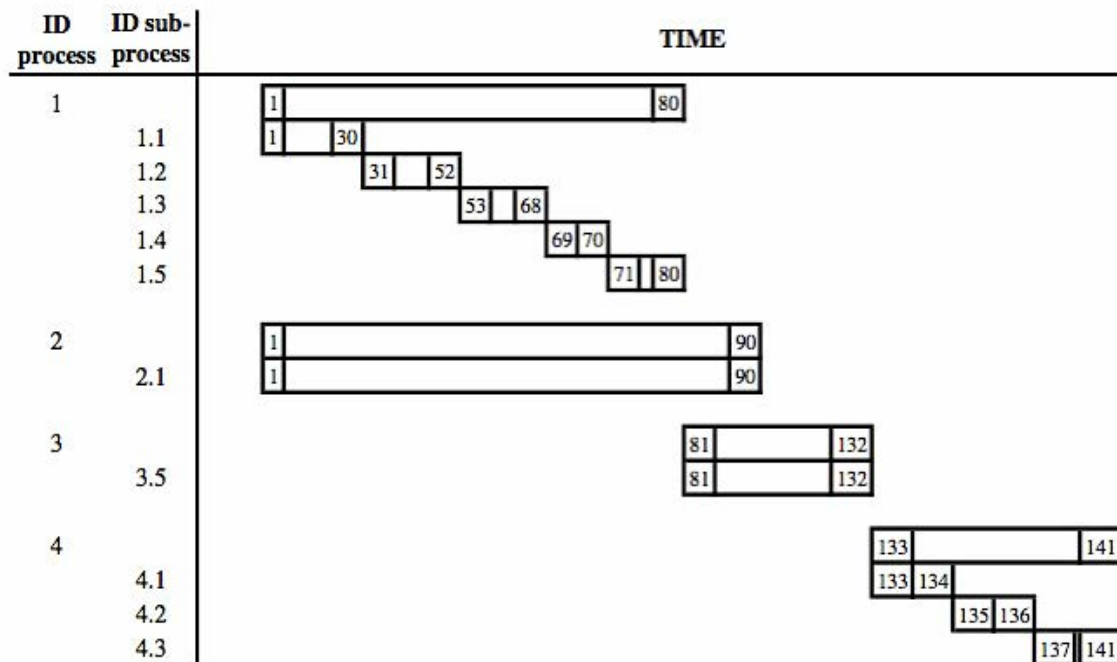 ID process ID sub-process TIME
1 1 80
1.1 1 30
1.2 31 52
1.3 53 68
1.4 69 70
1.5 71 80
2 1 90
2.1 1 90
3 81 132
3.5 81 132
4 133 141
4.1 133 134
4.2 135 136
4.3 137 141